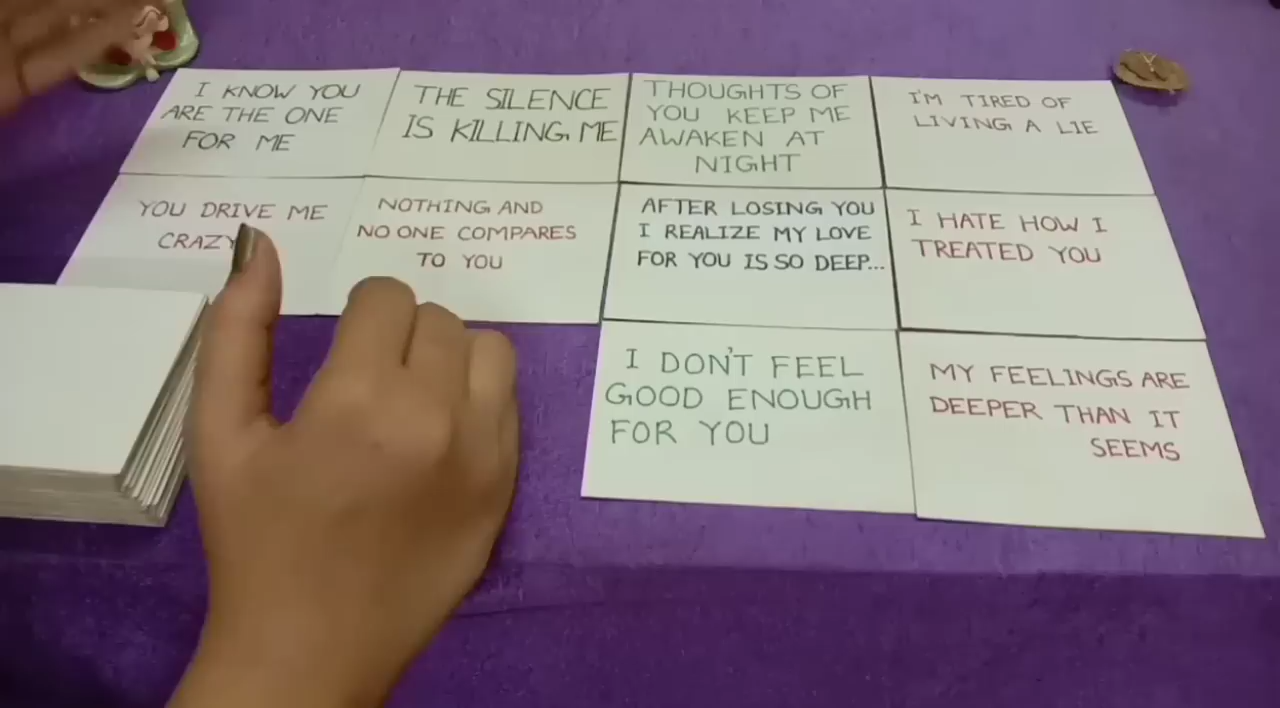 I KNOW YOU
ARE THE ONE
FOR ME
THE SILENCE
IS KILLING ME
THOUGHTS OF
YOU KEEP ME
AWAKEN AT
NIGHT
I'M TIRED OF
LIVING A LIE
YOU DRIVE ME
CRAZY
NOTHING AND
NO ONE COMPARES
TO YOU
AFTER LOSING YOU
I REALIZE MY LOVE
FOR YOU IS SO DEEP...
I HATE HOW I
TREATED YOU
I DON'T FEEL
GOOD ENOUGH
FOR YOU
MY FEELINGS ARE
DEEPER THAN IT
SEEMS